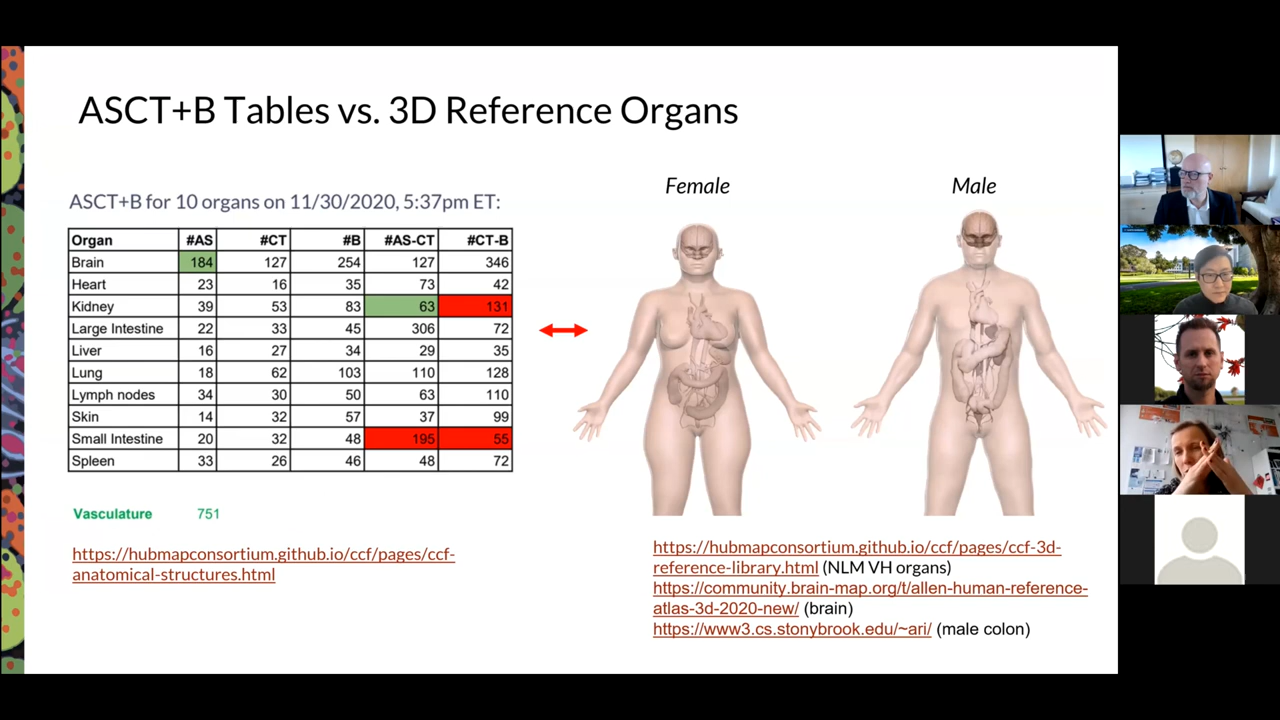 ASCT+B Tables vs. 3D Reference Organs
ASCT+B for 10 organs on 11/30/2020, 5:37pm ET:
Organ #AS #CT #B #AS-CT #CT-B
Brain 184 127 254 127 346
Heart 23 16 35 73 42
Kidney 39 53 83 63 131
Large Intestine 22 33 45 306 72
Liver 16 27 34 29 35
Lung 18 62 103 110 128
Lymph nodes 34 30 50 63 110
Skin 14 32 57 37 99
Small Intestine 20 32 48 195 55
Spleen 33 26 46 48 72
Vasculature 751
https://hubmapconsortium.github.io/ccf/pages/ccf-
anatomical-structures.html
Female
Male
https://hubmapconsortium.github.io/ccf/pages/ccf-3d-
reference-library.html (NLM VH organs)
https://community.brain-map.org/t/allen-human-reference-
atlas-3d-2020-new/ (brain)
https://www3.cs.stonybrook.edu/~ari/ (male colon)